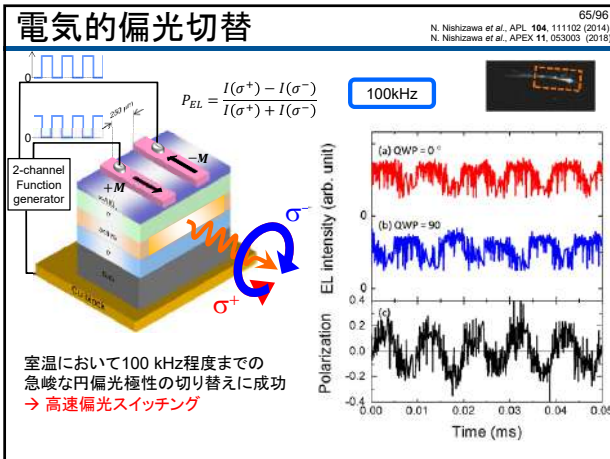 電気的偏光切替
65/96
N. Nishizawa et al., APL 104, 111102 (2014)
N. Nishizawa et al., APEX 11, 053003 (2018)
0
0
250 μm
2-channel
Function
generator
+M
-M
P_EL = (I(σ⁺) − I(σ⁻)) / (I(σ⁺) + I(σ⁻))
100kHz
σ⁻
σ⁺
室温において100 kHz程度までの
急峻な円偏光極性の切り替えに成功
→ 高速偏光スイッチング
EL intensity (arb. unit)
(a) QWP = 0°
0
(b) QWP = 90
0
Polarization
(c)
0.4
0.2
0.0
-0.2
-0.4
0.00 0.01 0.02 0.03 0.04 0.05
Time (ms)